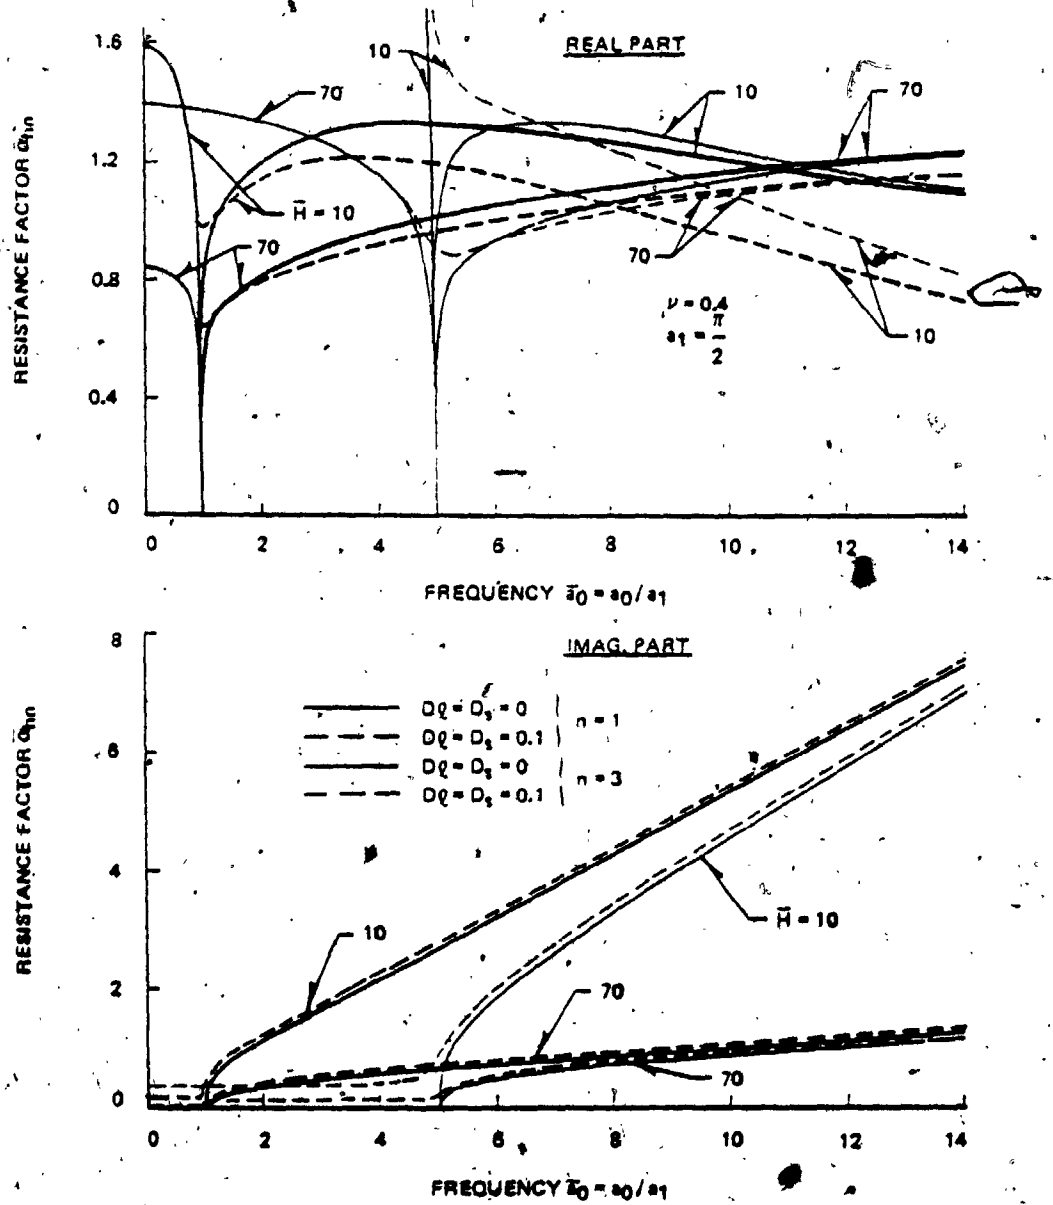 REAL PART
1.6
1.2
0.8
0.4
0
RESISTANCE FACTOR ᾱhn
10
70
10
70
H̄ = 10
70
70
10
ν = 0.4
a1 = π/2
0 2 4 6 8 10 12 14
FREQUENCY ā0 = a0/a1
IMAG. PART
8
6
4
2
0
RESISTANCE FACTOR ᾱhn
Dℓ = Ds = 0
Dℓ = Ds = 0.1
n = 1
Dℓ = Ds = 0
Dℓ = Ds = 0.1
n = 3
10
H̄ = 10
70
70
0 2 4 6 8 10 12 14
FREQUENCY ā0 = a0/a1